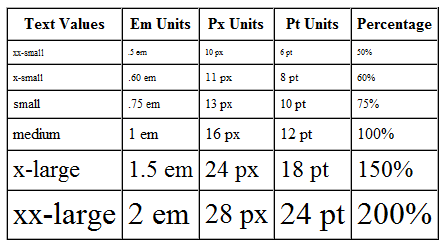 Text Values Em Units Px Units Pt Units Percentage
xx-small .5 em 10 px 6 pt 50%
x-small .60 em 11 px 8 pt 60%
small .75 em 13 px 10 pt 75%
medium 1 em 16 px 12 pt 100%
x-large 1.5 em 24 px 18 pt 150%
xx-large 2 em 28 px 24 pt 200%